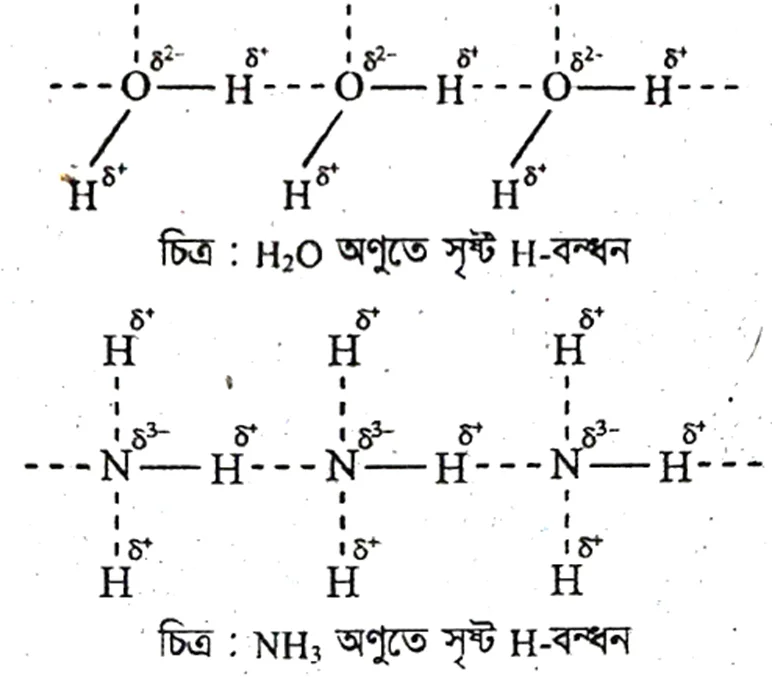 δ²⁻ δ⁺ δ²⁻ δ⁺ δ²⁻ δ⁺
---O—H---O—H---O—H---
H^δ⁺ H^δ⁺ H^δ⁺
চিত্র : H₂O অণুতে সৃষ্ট H-বন্ধন
δ⁺ δ⁺ δ⁺
H H H
δ³⁻ δ⁺ δ³⁻ δ⁺ δ³⁻ δ⁺
---N—H---N—H---N—H---
δ⁺ δ⁺ δ⁺
H H H
চিত্র : NH₃ অণুতে সৃষ্ট H-বন্ধন